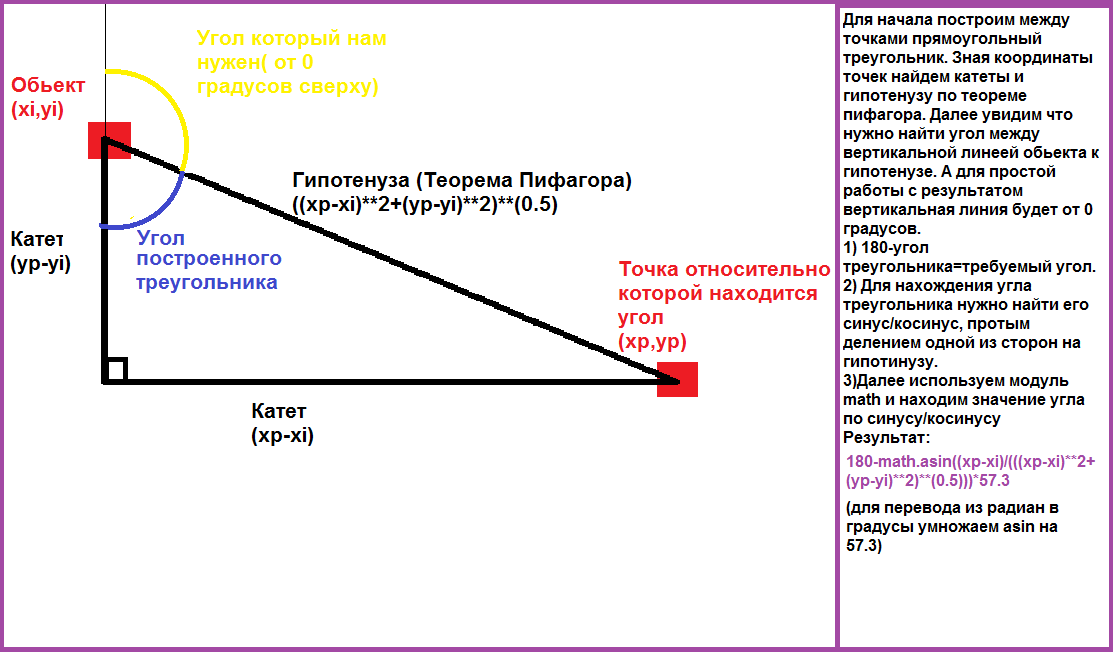 Угол который нам
нужен( от 0
градусов сверху)
Обьект
(xi,yi)
Гипотенуза (Теорема Пифагора)
((xp-xi)**2+(yp-yi)**2)**(0.5)
Катет
(yp-yi)
Угол
построенного
треугольника
Точка относительно
которой находится
угол
(xp,yp)
Катет
(xp-xi)
Для начала построим между
точками прямоугольный
треугольник. Зная координаты
точек найдем катеты и
гипотенузу по теореме
пифагора. Далее увидим что
нужно найти угол между
вертикальной линеей обьекта к
гипотенузе. А для простой
работы с результатом
вертикальная линия будет от 0
градусов.
1) 180-угол
треугольника=требуемый угол.
2) Для нахождения угла
треугольника нужно найти его
синус/косинус, протым
делением одной из сторон на
гипотинузу.
3)Далее используем модуль
math и находим значение угла
по синусу/косинусу
Результат:
180-math.asin((xp-xi)/(((xp-xi)**2+
(yp-yi)**2)**(0.5)))*57.3
(для перевода из радиан в
градусы умножаем asin на
57.3)